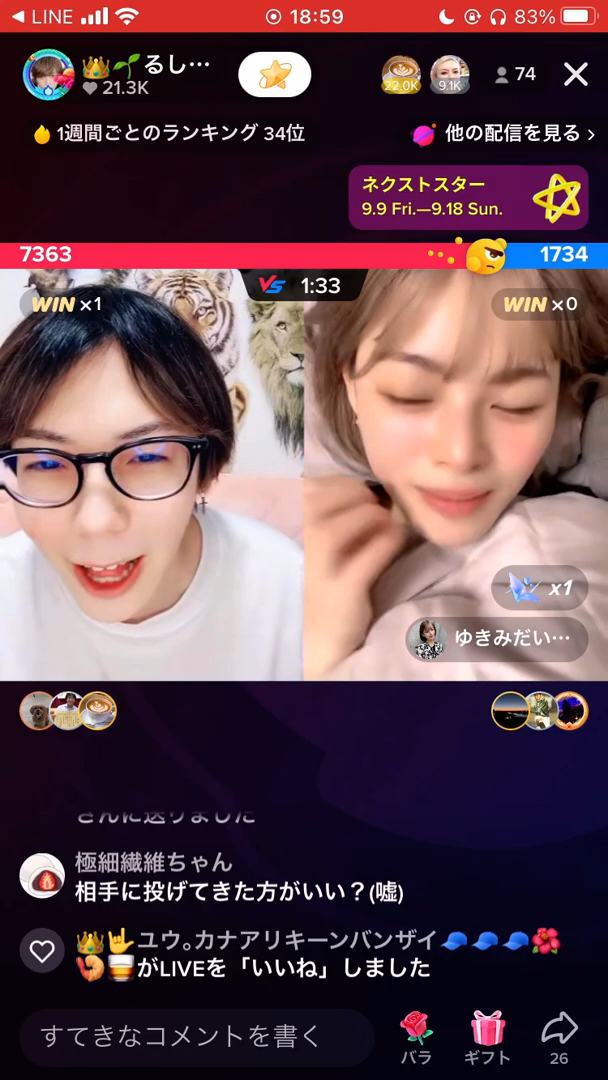 LINE 18:59 83%
るし… 22.0K 9.1K 74
21.3K
1週間ごとのランキング 34位 他の配信を見る
ネクストスター
9.9 Fri.—9.18 Sun.
7363 1734
VS 1:33
WIN ×1 WIN ×0
x1
ゆきみだい…
さんに送りました
極細繊維ちゃん
相手に投げてきた方がいい？(嘘)
ユウ。カナアリキーンバンザイ
がLIVEを「いいね」しました
すてきなコメントを書く バラ ギフト 26